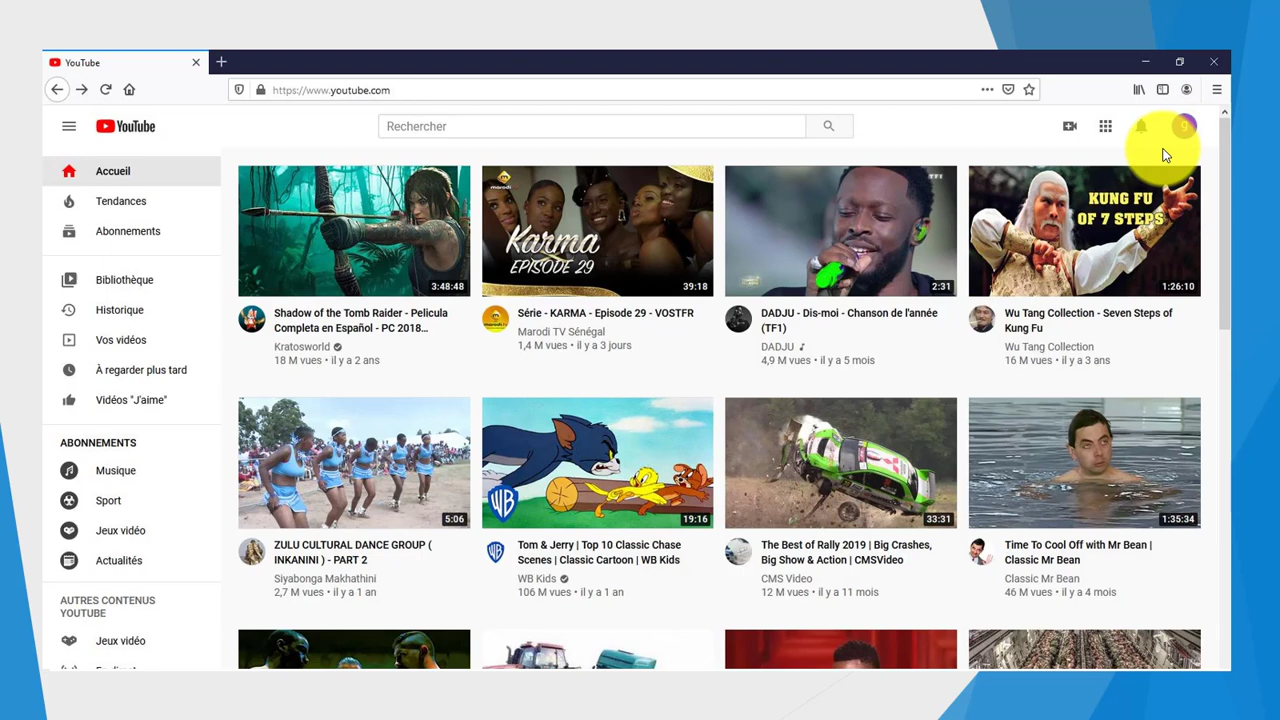 YouTube
https://www.youtube.com
YouTube
Rechercher
g
Accueil
Tendances
Abonnements
Bibliothèque
Historique
Vos vidéos
À regarder plus tard
Vidéos "J'aime"
ABONNEMENTS
Musique
Sport
Jeux vidéo
Actualités
AUTRES CONTENUS
YOUTUBE
Jeux vidéo
3:48:48
Shadow of the Tomb Raider - Pelicula
Completa en Español - PC 2018...
Kratosworld
18 M vues • il y a 2 ans
marodi
Karma
EPISODE 29
39:18
Série - KARMA - Episode 29 - VOSTFR
Marodi TV Sénégal
1,4 M vues • il y a 3 jours
TF1
2:31
DADJU - Dis-moi - Chanson de l'année
(TF1)
DADJU
4,9 M vues • il y a 5 mois
KUNG FU
OF 7 STEPS
1:26:10
Wu Tang Collection - Seven Steps of
Kung Fu
Wu Tang Collection
16 M vues • il y a 3 ans
5:06
ZULU CULTURAL DANCE GROUP (
INKANINI ) - PART 2
Siyabonga Makhathini
2,7 M vues • il y a 1 an
WB
19:16
Tom & Jerry | Top 10 Classic Chase
Scenes | Classic Cartoon | WB Kids
WB Kids
106 M vues • il y a 1 an
33:31
The Best of Rally 2019 | Big Crashes,
Big Show & Action | CMSVideo
CMS Video
12 M vues • il y a 11 mois
1:35:34
Time To Cool Off with Mr Bean |
Classic Mr Bean
Classic Mr Bean
46 M vues • il y a 4 mois